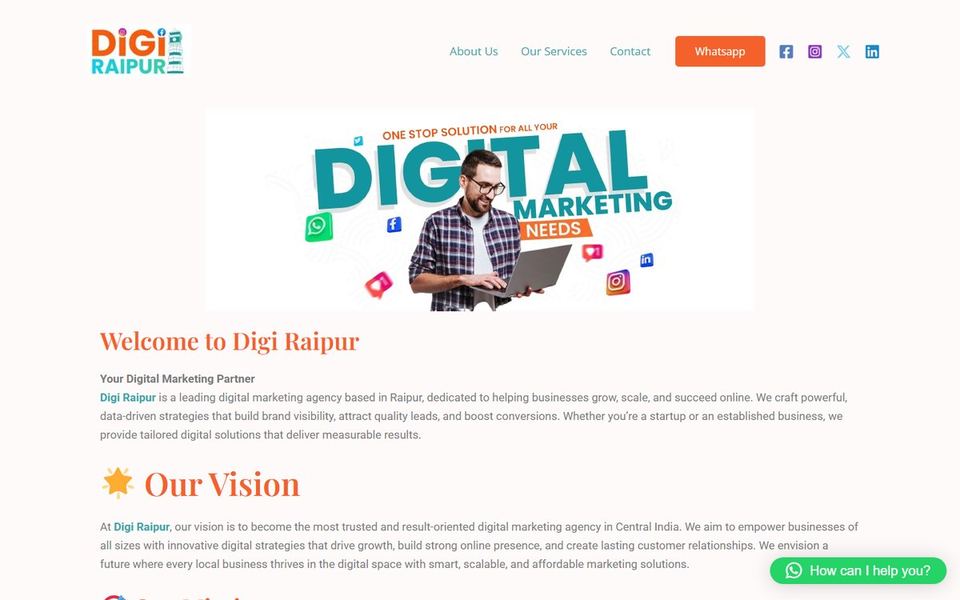 DIGI
RAIPUR
About Us
Our Services
Contact
Whatsapp
ONE STOP SOLUTION FOR ALL YOUR
DIGITAL
MARKETING
NEEDS
Welcome to Digi Raipur
Your Digital Marketing Partner
Digi Raipur is a leading digital marketing agency based in Raipur, dedicated to helping businesses grow, scale, and succeed online. We craft powerful,
data-driven strategies that build brand visibility, attract quality leads, and boost conversions. Whether you're a startup or an established business, we
provide tailored digital solutions that deliver measurable results.
Our Vision
At Digi Raipur, our vision is to become the most trusted and result-oriented digital marketing agency in Central India. We aim to empower businesses of
all sizes with innovative digital strategies that drive growth, build strong online presence, and create lasting customer relationships. We envision a
future where every local business thrives in the digital space with smart, scalable, and affordable marketing solutions.
How can I help you?